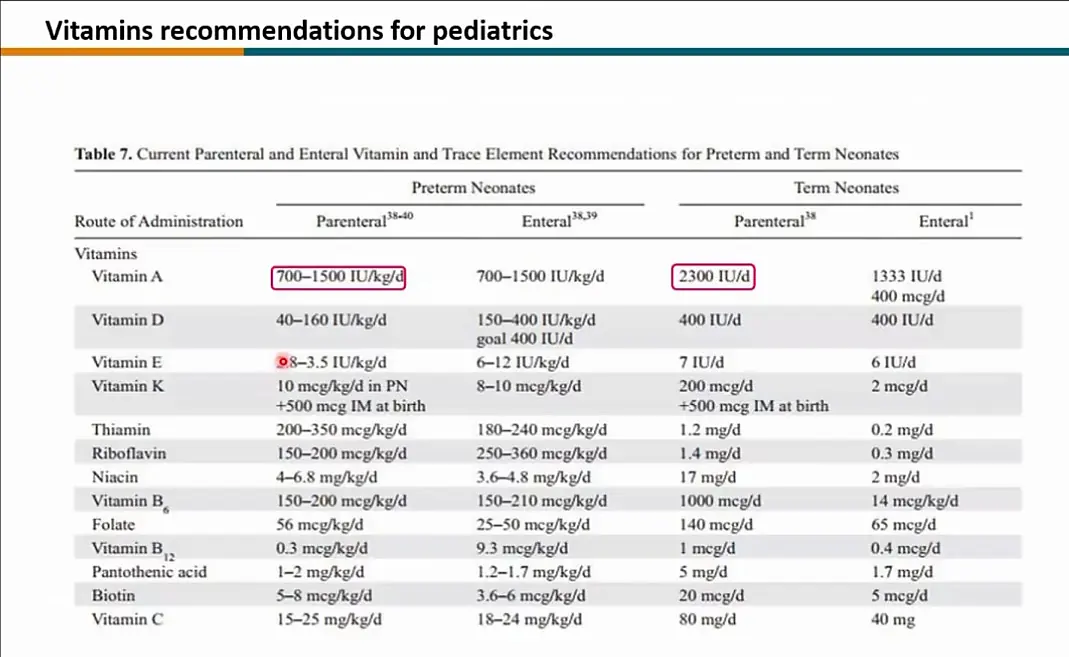 Vitamins recommendations for pediatrics
Table 7. Current Parenteral and Enteral Vitamin and Trace Element Recommendations for Preterm and Term Neonates
Preterm Neonates Term Neonates
Route of Administration Parenteral38-40 Enteral38,39 Parenteral38 Enteral1
Vitamins
Vitamin A 700–1500 IU/kg/d 700–1500 IU/kg/d 2300 IU/d 1333 IU/d
400 mcg/d
Vitamin D 40–160 IU/kg/d 150–400 IU/kg/d 400 IU/d 400 IU/d
goal 400 IU/d
Vitamin E 8–3.5 IU/kg/d 6–12 IU/kg/d 7 IU/d 6 IU/d
Vitamin K 10 mcg/kg/d in PN 8–10 mcg/kg/d 200 mcg/d 2 mcg/d
+500 mcg IM at birth +500 mcg IM at birth
Thiamin 200–350 mcg/kg/d 180–240 mcg/kg/d 1.2 mg/d 0.2 mg/d
Riboflavin 150–200 mcg/kg/d 250–360 mcg/kg/d 1.4 mg/d 0.3 mg/d
Niacin 4–6.8 mg/kg/d 3.6–4.8 mg/kg/d 17 mg/d 2 mg/d
Vitamin B6 150–200 mcg/kg/d 150–210 mcg/kg/d 1000 mcg/d 14 mcg/kg/d
Folate 56 mcg/kg/d 25–50 mcg/kg/d 140 mcg/d 65 mcg/d
Vitamin B12 0.3 mcg/kg/d 9.3 mcg/kg/d 1 mcg/d 0.4 mcg/d
Pantothenic acid 1–2 mg/kg/d 1.2–1.7 mg/kg/d 5 mg/d 1.7 mg/d
Biotin 5–8 mcg/kg/d 3.6–6 mcg/kg/d 20 mcg/d 5 mcg/d
Vitamin C 15–25 mg/kg/d 18–24 mg/kg/d 80 mg/d 40 mg